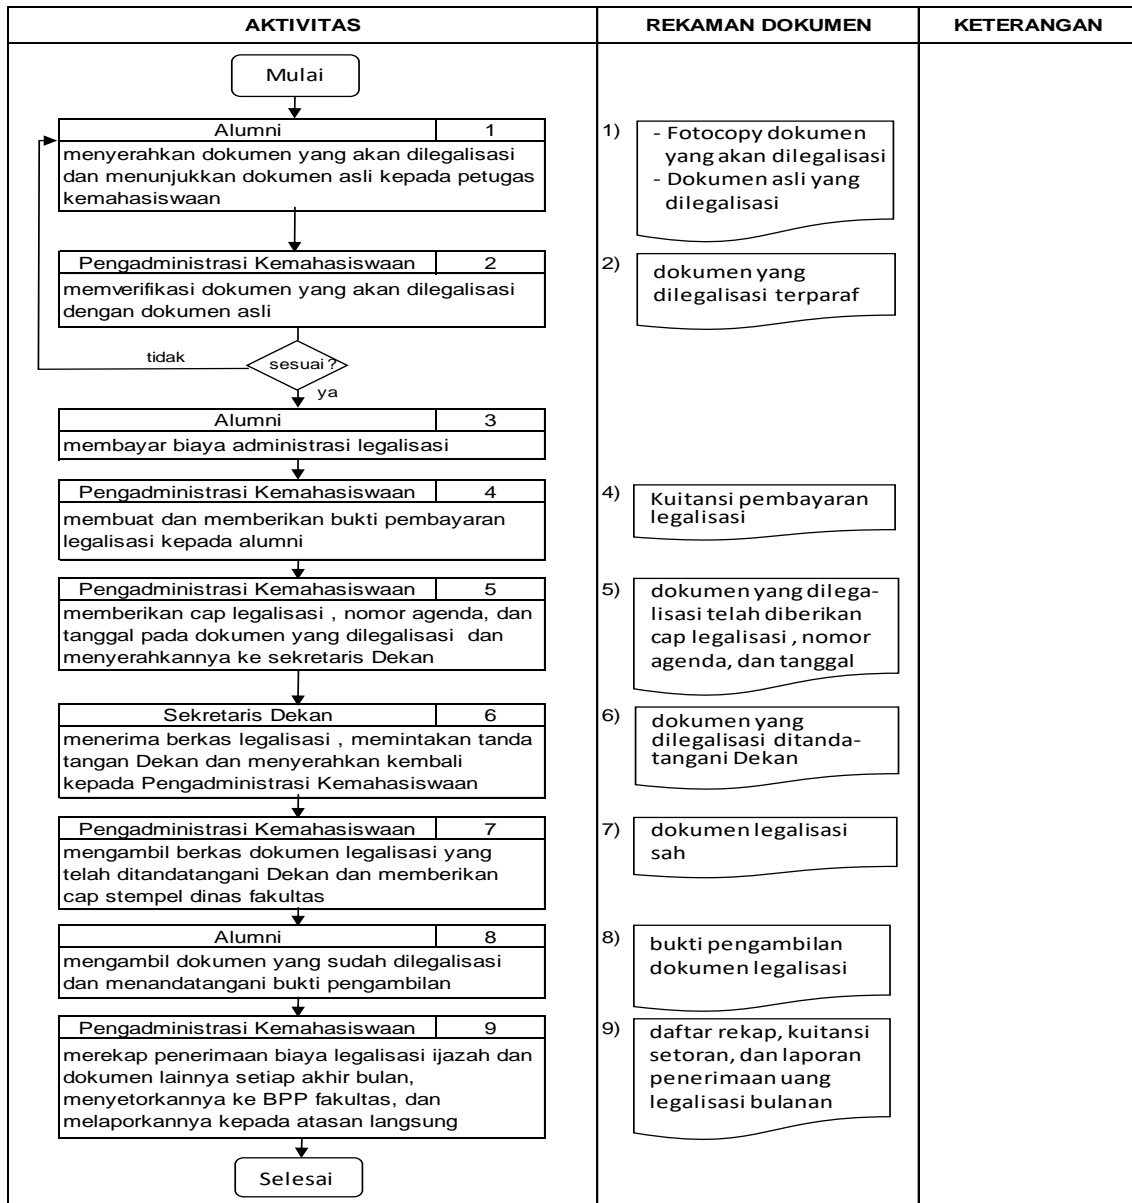 AKTIVITAS
REKAMAN DOKUMEN
KETERANGAN
Mulai
Alumni 1
menyerahkan dokumen yang akan dilegalisasi
dan menunjukkan dokumen asli kepada petugas
kemahasiswaan
1)
- Fotocopy dokumen
yang akan dilegalisasi
- Dokumen asli yang
dilegalisasi
Pengadministrasi Kemahasiswaan 2
memverifikasi dokumen yang akan dilegalisasi
dengan dokumen asli
2)
dokumen yang
dilegalisasi terparaf
tidak
sesuai?
ya
Alumni 3
membayar biaya administrasi legalisasi
Pengadministrasi Kemahasiswaan 4
membuat dan memberikan bukti pembayaran
legalisasi kepada alumni
4)
Kuitansi pembayaran
legalisasi
Pengadministrasi Kemahasiswaan 5
memberikan cap legalisasi , nomor agenda, dan
tanggal pada dokumen yang dilegalisasi dan
menyerahkannya ke sekretaris Dekan
5)
dokumen yang dilega-
lisasi telah diberikan
cap legalisasi , nomor
agenda, dan tanggal
Sekretaris Dekan 6
menerima berkas legalisasi , memintakan tanda
tangan Dekan dan menyerahkan kembali
kepada Pengadministrasi Kemahasiswaan
6)
dokumen yang
dilegalisasi ditanda-
tangani Dekan
Pengadministrasi Kemahasiswaan 7
mengambil berkas dokumen legalisasi yang
telah ditandatangani Dekan dan memberikan
cap stempel dinas fakultas
7)
dokumen legalisasi
sah
Alumni 8
mengambil dokumen yang sudah dilegalisasi
dan menandatangani bukti pengambilan
8)
bukti pengambilan
dokumen legalisasi
Pengadministrasi Kemahasiswaan 9
merekap penerimaan biaya legalisasi ijazah dan
dokumen lainnya setiap akhir bulan,
menyetorkannya ke BPP fakultas, dan
melaporkannya kepada atasan langsung
9)
daftar rekap, kuitansi
setoran, dan laporan
penerimaan uang
legalisasi bulanan
Selesai